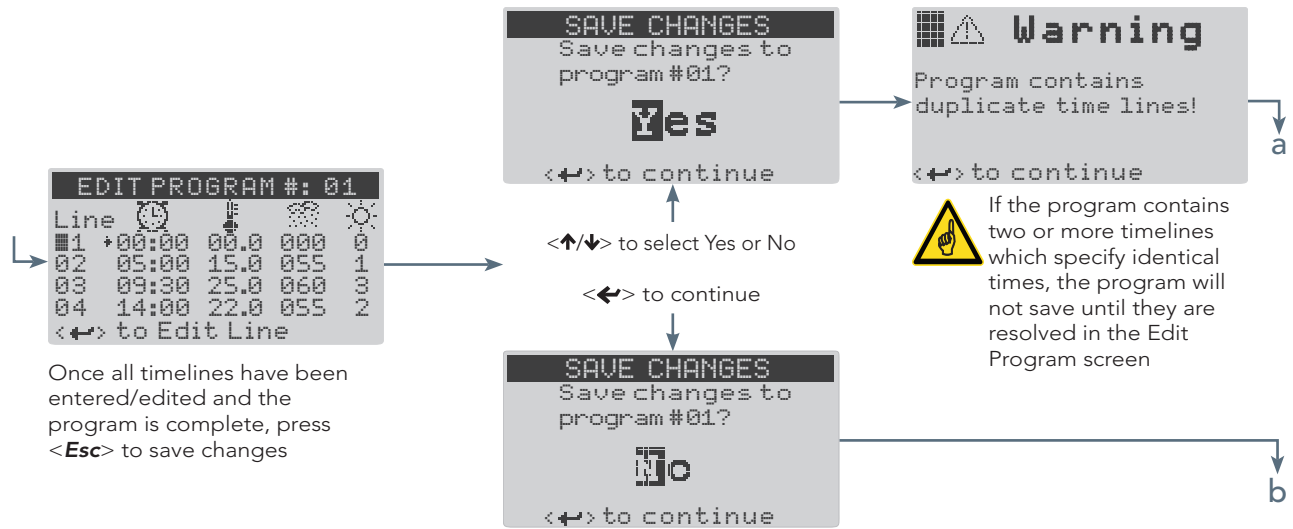 EDIT PROGRAM #: 01
Line
1 00:00 00.0 000 0
02 05:00 15.0 055 1
03 09:30 25.0 060 3
04 14:00 22.0 055 2
<↵> to Edit Line
Once all timelines have been
entered/edited and the
program is complete, press
<Esc> to save changes
SAVE CHANGES
Save changes to
program #01?
Yes
<↵> to continue
<↑/↓> to select Yes or No
<↵> to continue
SAVE CHANGES
Save changes to
program #01?
No
<↵> to continue
Warning
Program contains
duplicate time lines!
<↵> to continue
If the program contains
two or more timelines
which specify identical
times, the program will
not save until they are
resolved in the Edit
Program screen
a
b